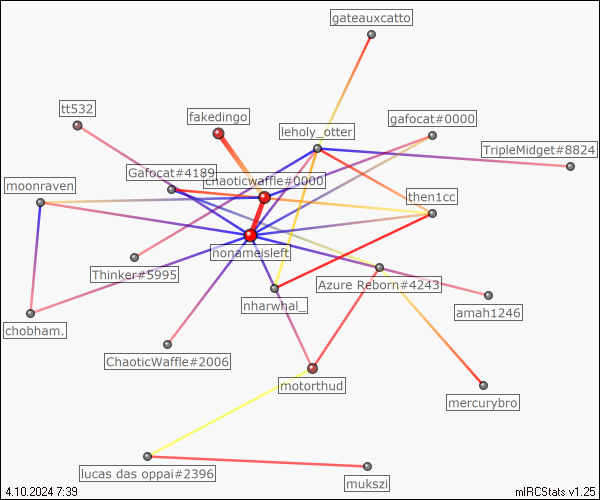 gateauxcatto
tt532
fakedingo
gafocat#0000
leholy_otter
TripleMidget#8824
Gafocat#4189
chaoticwaffle#0000
moonraven
then1cc
nonameisleft
Thinker#5995
Azure Reborn#4243
nharwhal_
amah1246
chobham.
ChaoticWaffle#2006
motorthud
mercurybro
lucas das oppai#2396
mukszi
4.10.2024 7:39
mIRCStats v1.25